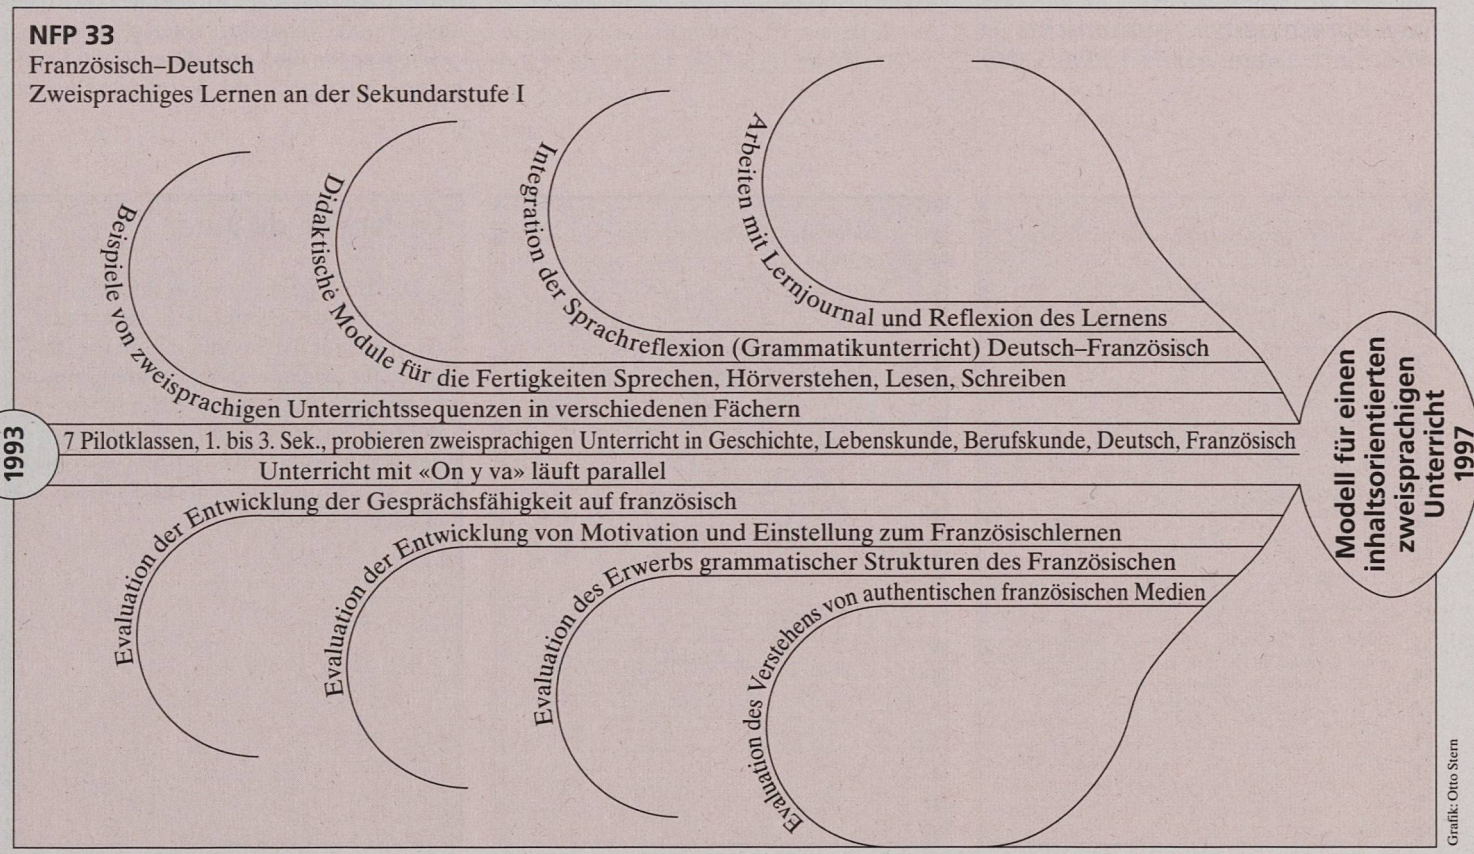 NFP 33
Französisch–Deutsch
Zweisprachiges Lernen an der Sekundarstufe I
Arbeiten mit Lernjournal und Reflexion des Lernens
Integration der Sprachreflexion (Grammatikunterricht) Deutsch–Französisch
Didaktische Module für die Fertigkeiten Sprechen, Hörverstehen, Lesen, Schreiben
Beispiele von zweisprachigen Unterrichtssequenzen in verschiedenen Fächern
1993
7 Pilotklassen, 1. bis 3. Sek., probieren zweisprachigen Unterricht in Geschichte, Lebenskunde, Berufskunde, Deutsch, Französisch
Unterricht mit «On y va» läuft parallel
Evaluation der Entwicklung der Gesprächsfähigkeit auf französisch
Evaluation der Entwicklung von Motivation und Einstellung zum Französischlernen
Evaluation des Erwerbs grammatischer Strukturen des Französischen
Evaluation des Verstehens von authentischen französischen Medien
Modell für einen
inhaltsorientierten
zweisprachigen
Unterricht
1997
Grafik: Otto Stern